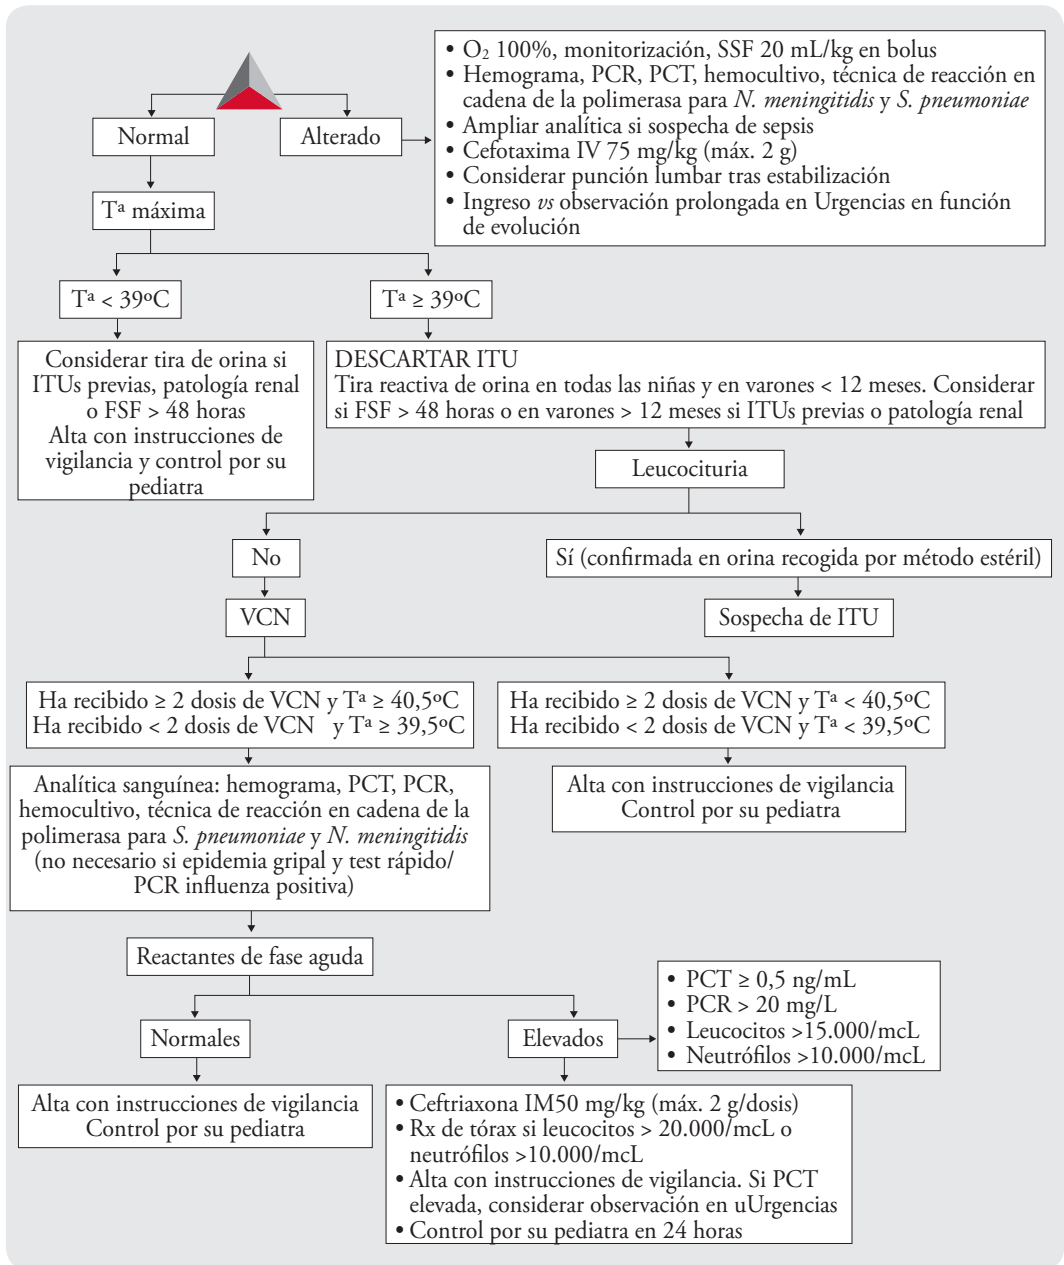 • O₂ 100%, monitorización, SSF 20 mL/kg en bolus
• Hemograma, PCR, PCT, hemocultivo, técnica de reacción en
cadena de la polimerasa para N. meningitidis y S. pneumoniae
• Ampliar analítica si sospecha de sepsis
• Cefotaxima IV 75 mg/kg (máx. 2 g)
• Considerar punción lumbar tras estabilización
• Ingreso vs observación prolongada en Urgencias en función
de evolución
Normal
Alterado
Tª máxima
Tª < 39ºC
Tª ≥ 39ºC
Considerar tira de orina si
ITUs previas, patología renal
o FSF > 48 horas
Alta con instrucciones de
vigilancia y control por su
pediatra
DESCARTAR ITU
Tira reactiva de orina en todas las niñas y en varones < 12 meses. Considerar
si FSF > 48 horas o en varones > 12 meses si ITUs previas o patología renal
Leucocituria
No
Sí (confirmada en orina recogida por método estéril)
VCN
Sospecha de ITU
Ha recibido ≥ 2 dosis de VCN y Tª ≥ 40,5ºC
Ha recibido < 2 dosis de VCN y Tª ≥ 39,5ºC
Ha recibido ≥ 2 dosis de VCN y Tª < 40,5ºC
Ha recibido < 2 dosis de VCN y Tª < 39,5ºC
Analítica sanguínea: hemograma, PCT, PCR,
hemocultivo, técnica de reacción en cadena de la
polimerasa para S. pneumoniae y N. meningitidis
(no necesario si epidemia gripal y test rápido/
PCR influenza positiva)
Alta con instrucciones de vigilancia
Control por su pediatra
Reactantes de fase aguda
Normales
Elevados
• PCT ≥ 0,5 ng/mL
• PCR > 20 mg/L
• Leucocitos >15.000/mcL
• Neutrófilos >10.000/mcL
Alta con instrucciones de vigilancia
Control por su pediatra
• Ceftriaxona IM50 mg/kg (máx. 2 g/dosis)
• Rx de tórax si leucocitos > 20.000/mcL o
neutrófilos >10.000/mcL
• Alta con instrucciones de vigilancia. Si PCT
elevada, considerar observación en uUrgencias
• Control por su pediatra en 24 horas